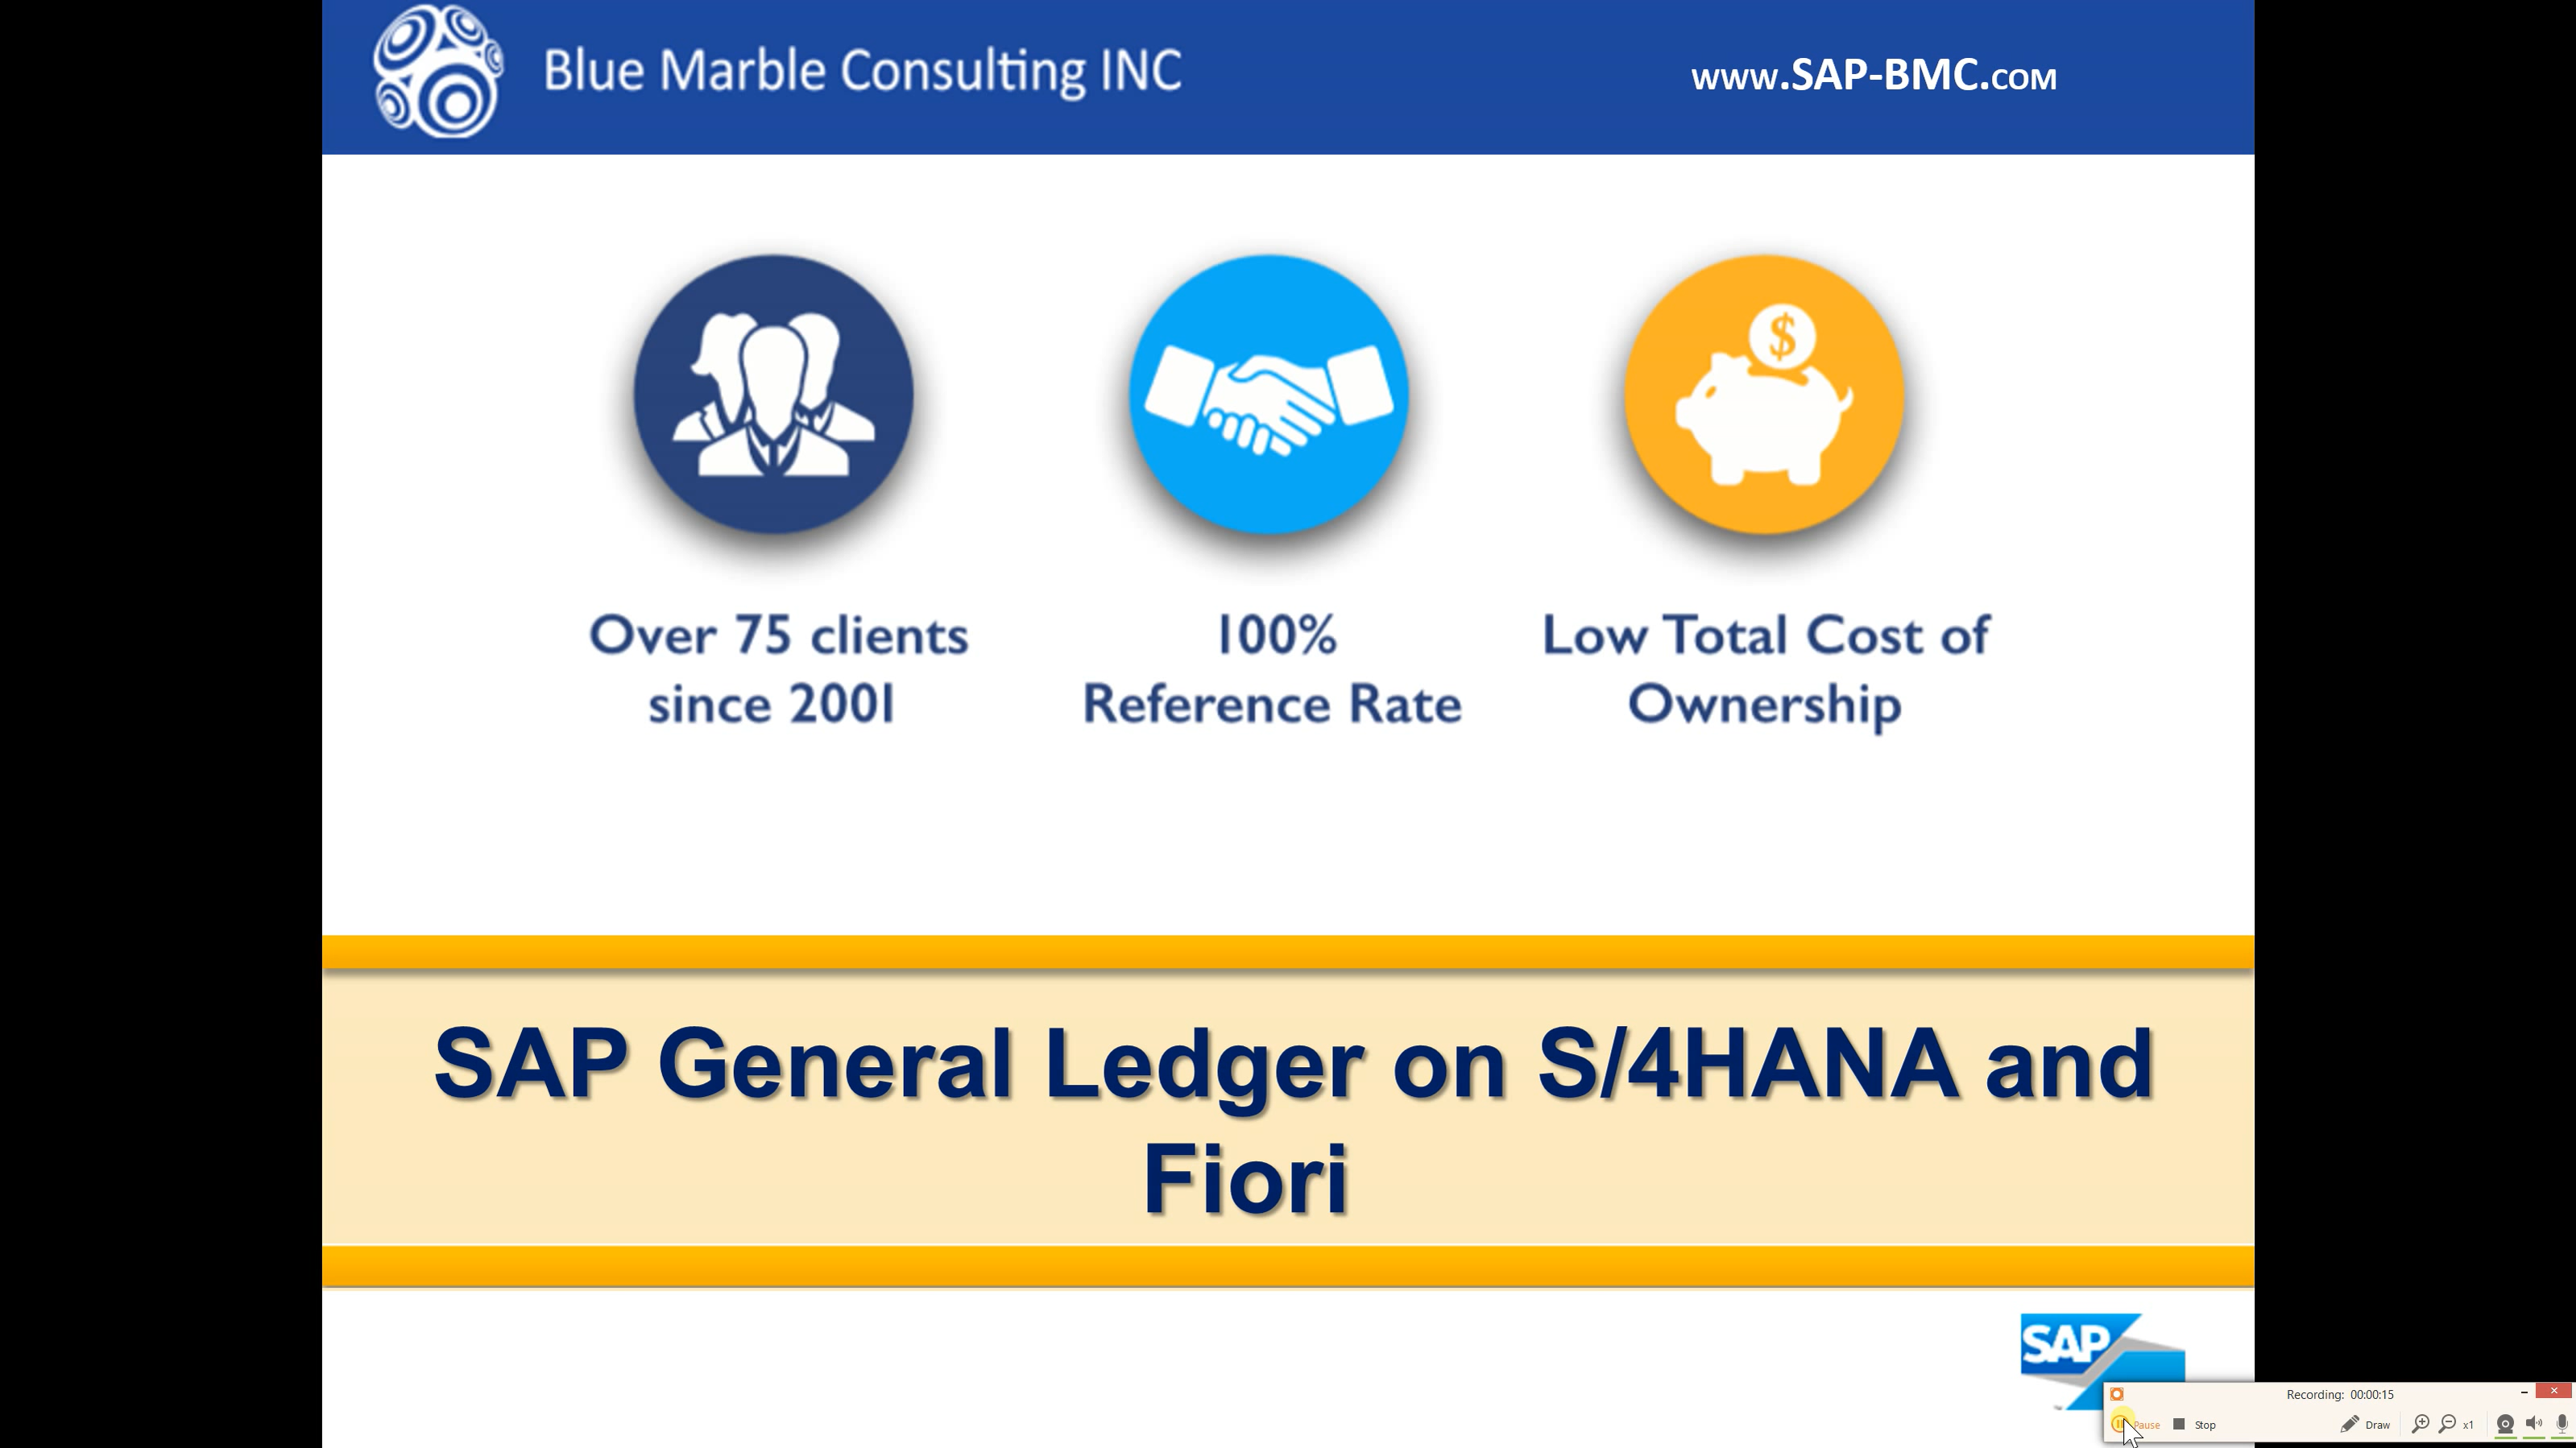 Blue Marble Consulting INC
www.SAP-BMC.com
$
Over 75 clients
since 2001
100%
Reference Rate
Low Total Cost of
Ownership
SAP General Ledger on S/4HANA and
Fiori
SAP
Recording: 00:00:15
Pause
Stop
Draw
x1